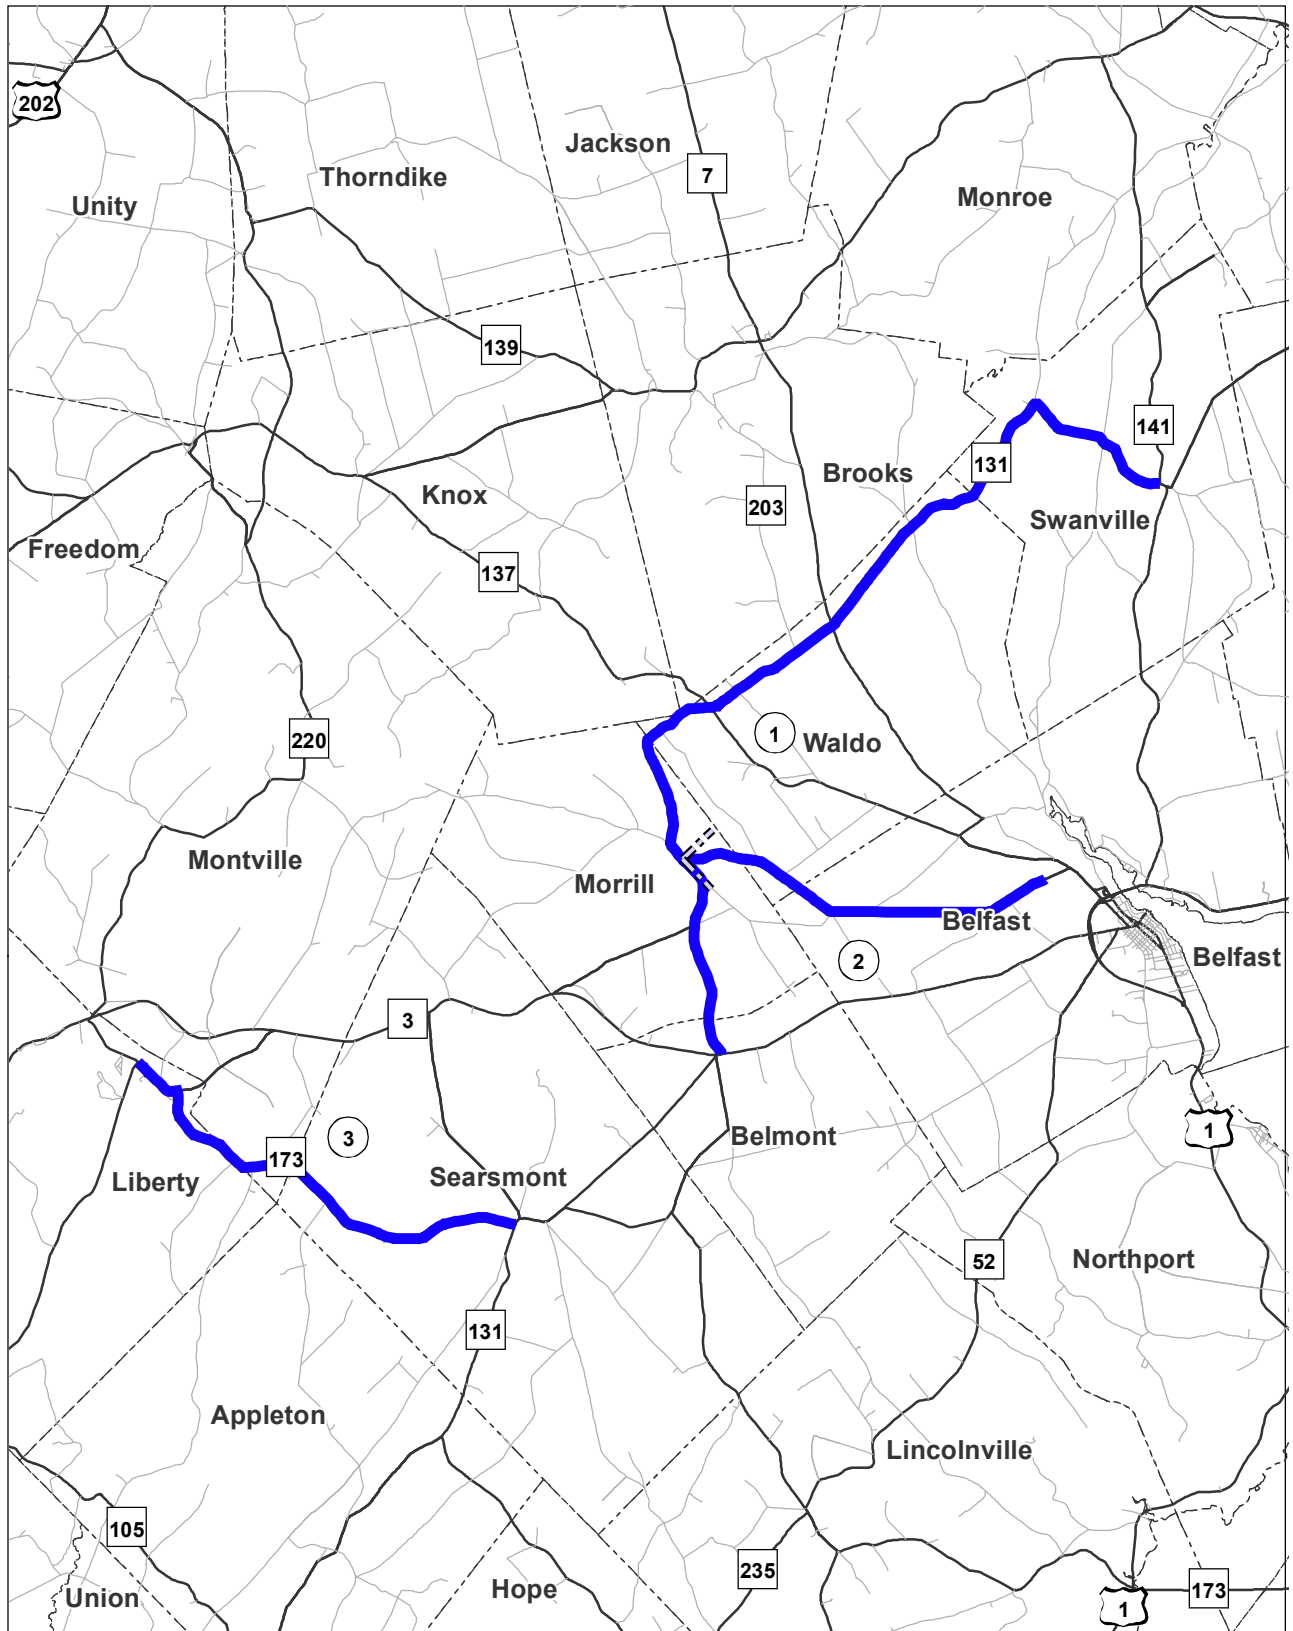 202
Jackson
7
Thorndike
Monroe
Unity
139
141
131
Brooks
Knox
203
Swanville
Freedom
137
1
220
Waldo
Montville
Morrill
Belfast
2
Belfast
3
1
Belmont
3
173
Searsmont
Liberty
52
Northport
131
Appleton
Lincolnville
105
235
Hope
173
Union
1